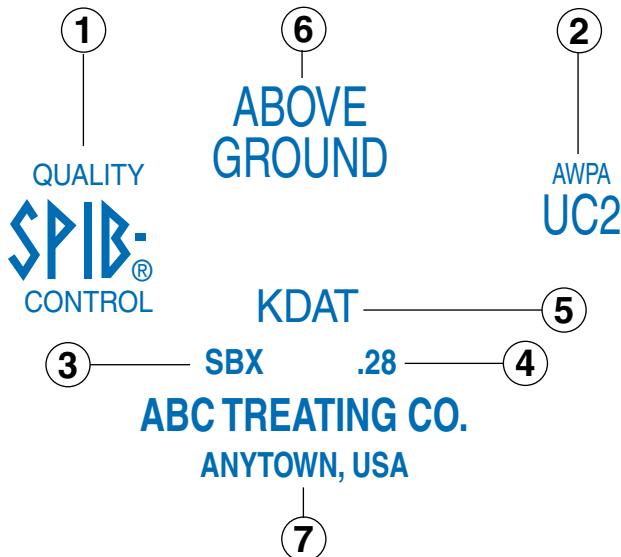 1
6
2
ABOVE
GROUND
QUALITY
SPIB®
CONTROL
AWPA
UC2
KDAT
5
3
SBX .28
4
ABC TREATING CO.
ANYTOWN, USA
7